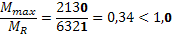 M_max / M_R = 2130 / 6321 = 0,34 < 1,0